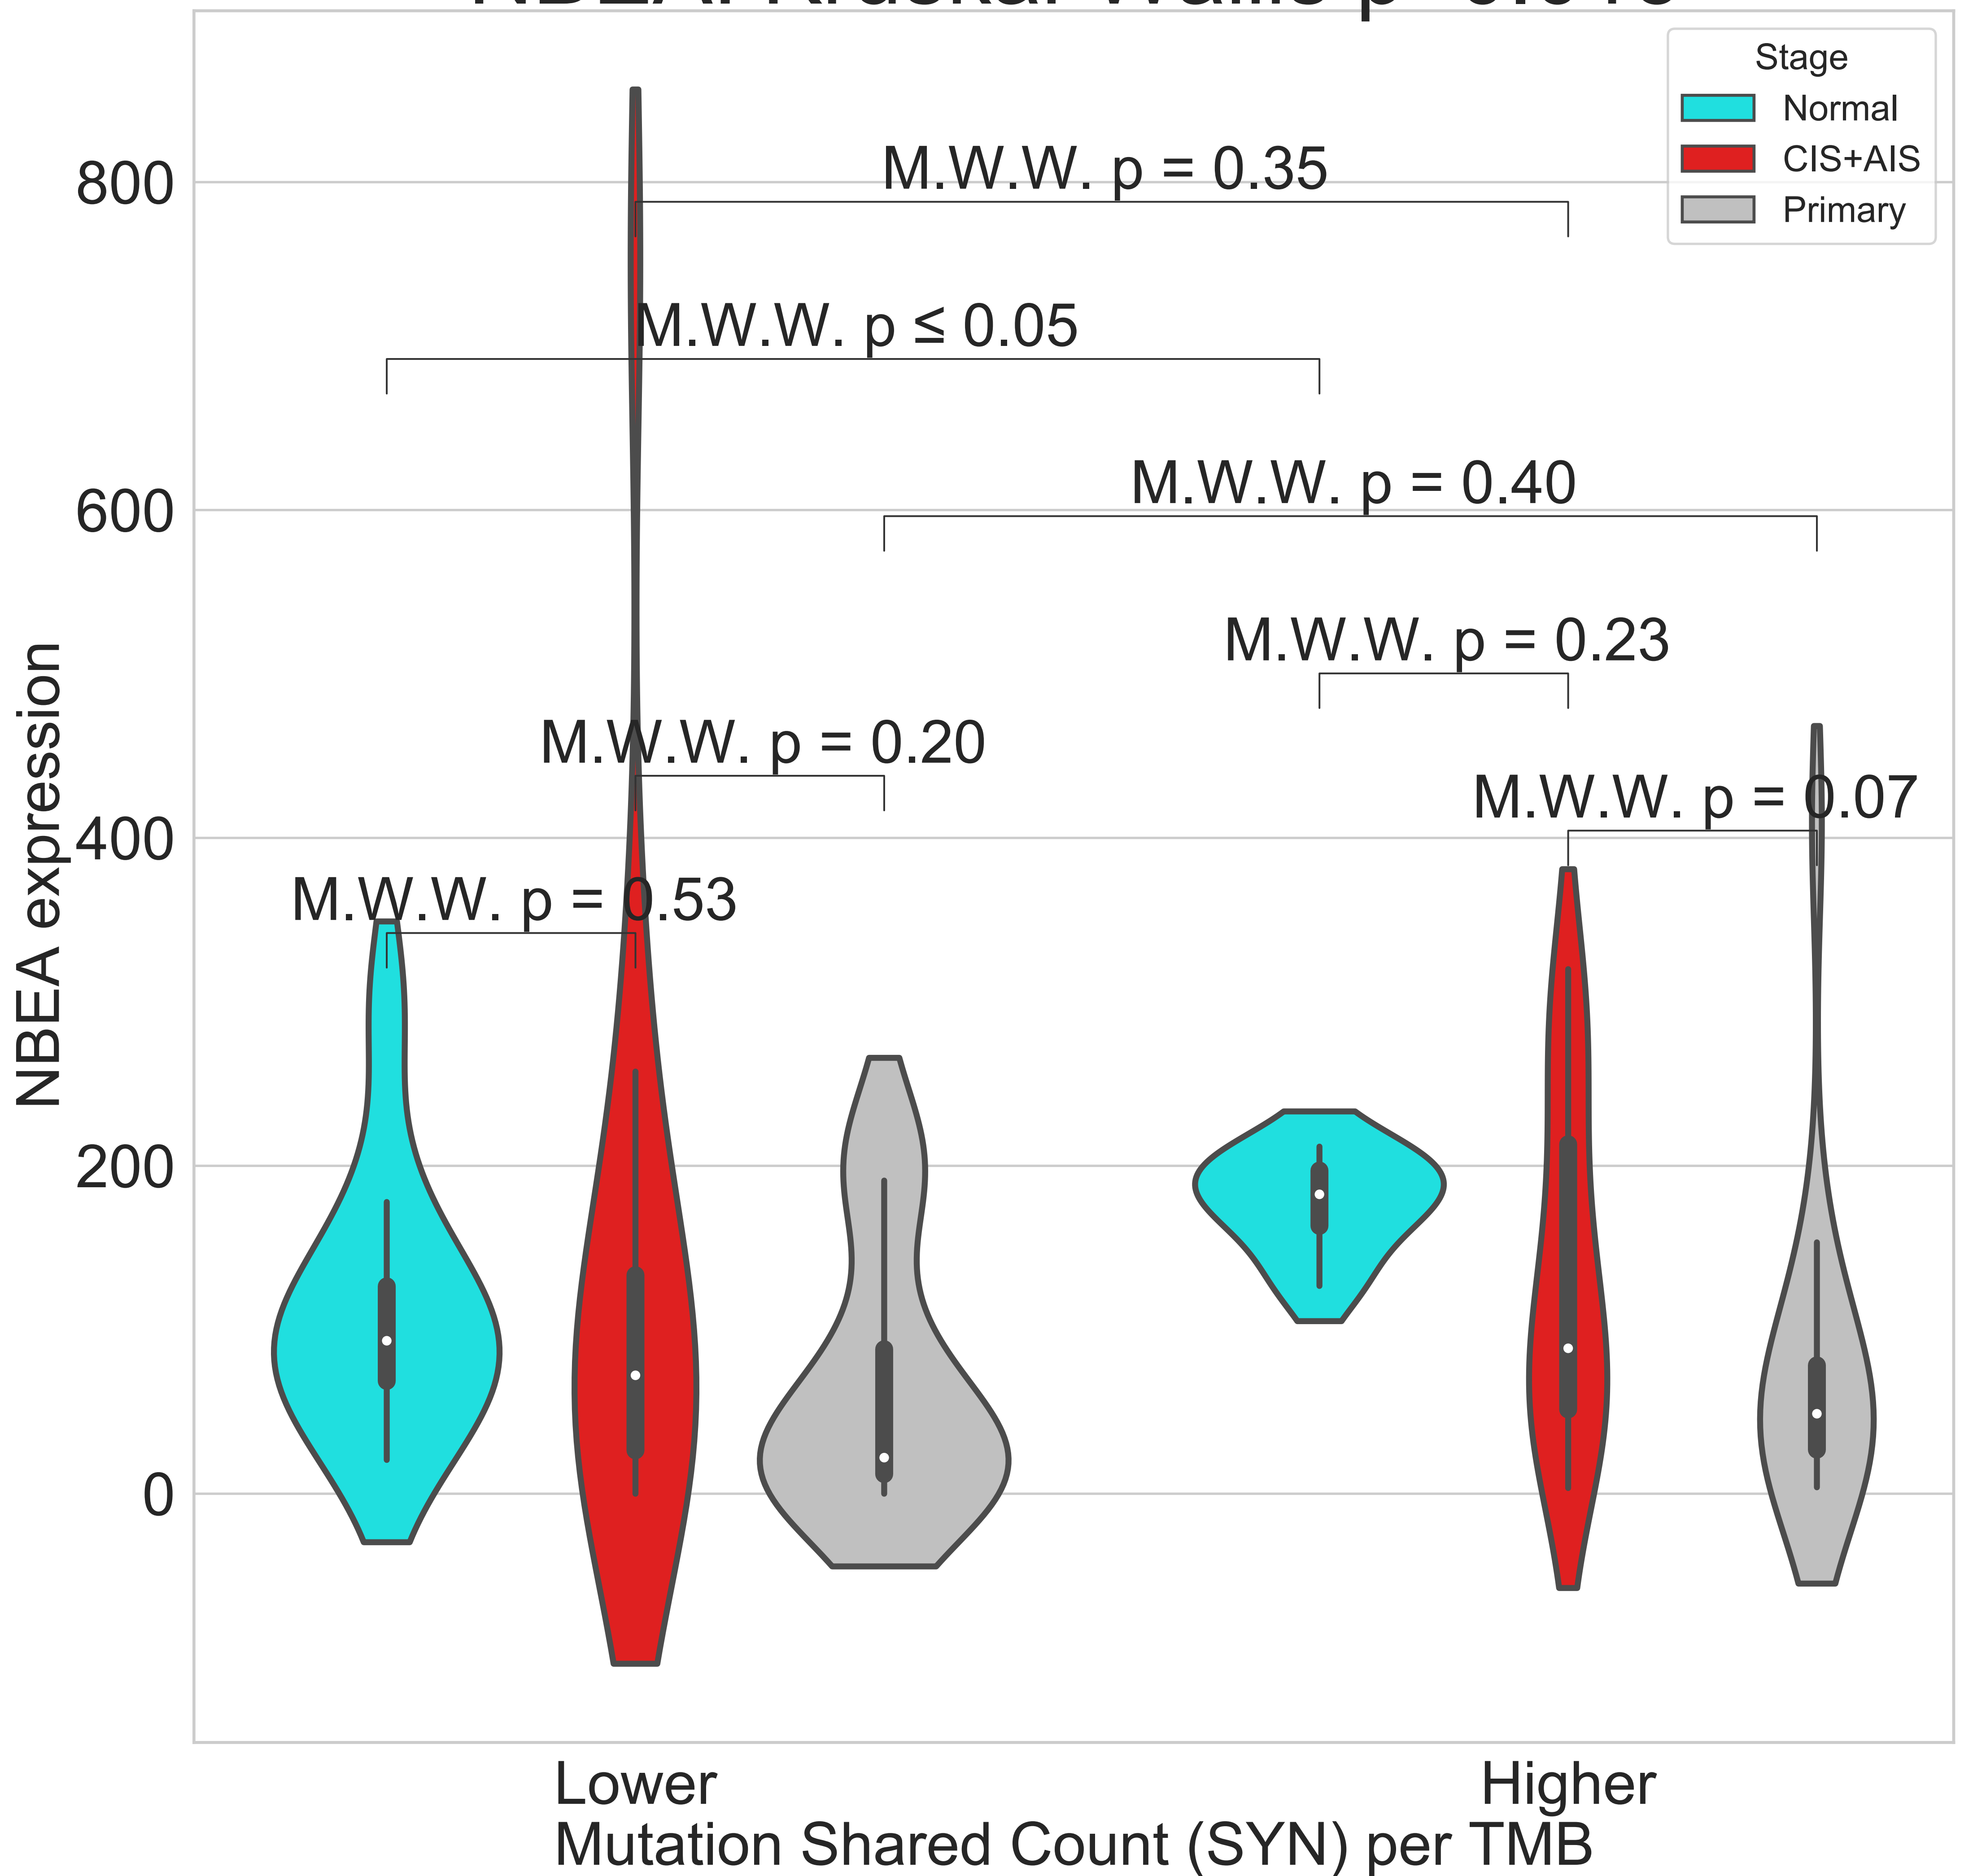 Stage
Normal
CIS+AIS
Primary
M.W.W. p = 0.35
M.W.W. p ≤ 0.05
M.W.W. p = 0.40
M.W.W. p = 0.23
M.W.W. p = 0.20
M.W.W. p = 0.07
M.W.W. p = 0.53
800
600
400
200
0
NBEA expression
Lower
Higher
Mutation Shared Count (SYN) per TMB